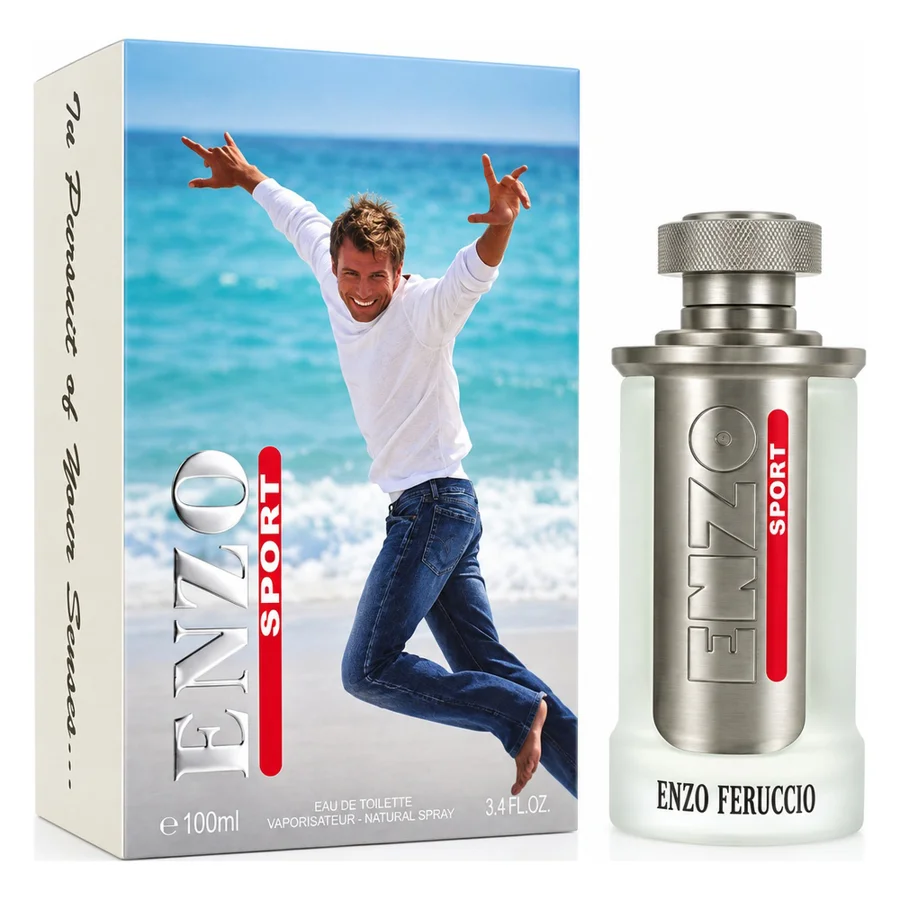 In Pursuit of Your Senses....
ENZO
SPORT
EAU DE TOILETTE
VAPORISATEUR - NATURAL SPRAY
e 100ml
3.4 FL.OZ.
ENZO
SPORT
ENZO FERUCCIO